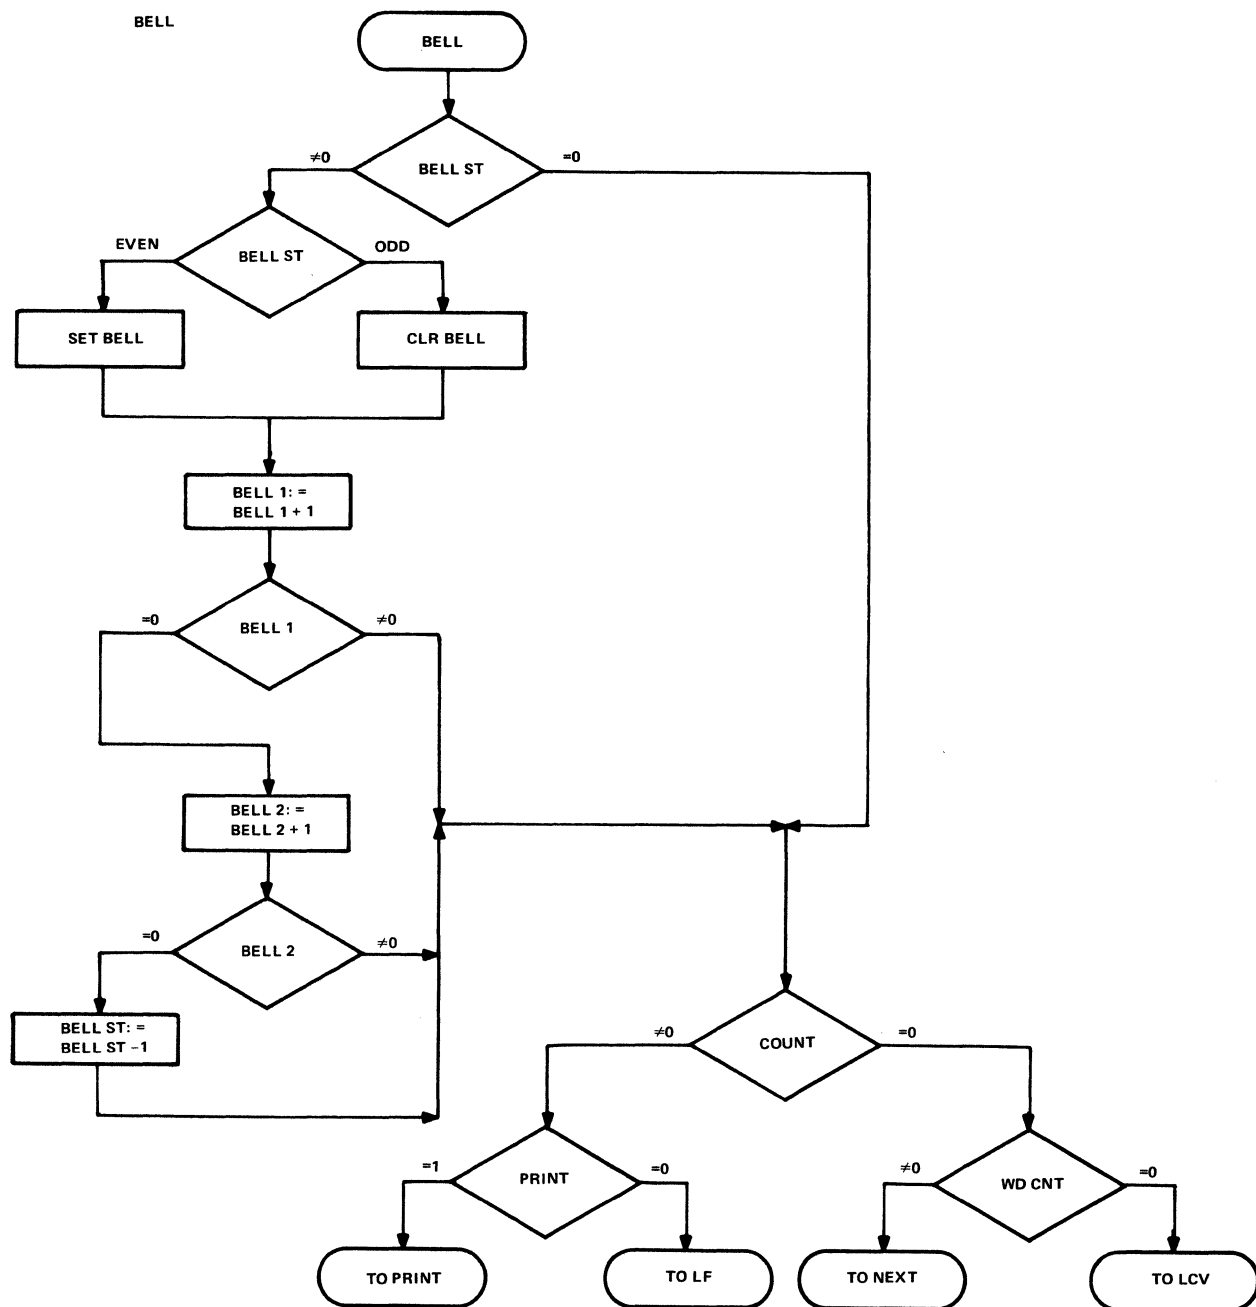 BELL
BELL
BELL ST
≠0
=0
BELL ST
EVEN
ODD
SET BELL
CLR BELL
BELL 1: =
BELL 1 + 1
BELL 1
=0
≠0
BELL 2: =
BELL 2 + 1
BELL 2
=0
≠0
BELL ST: =
BELL ST –1
COUNT
≠0
=0
PRINT
=1
=0
WD CNT
≠0
=0
TO PRINT
TO LF
TO NEXT
TO LCV